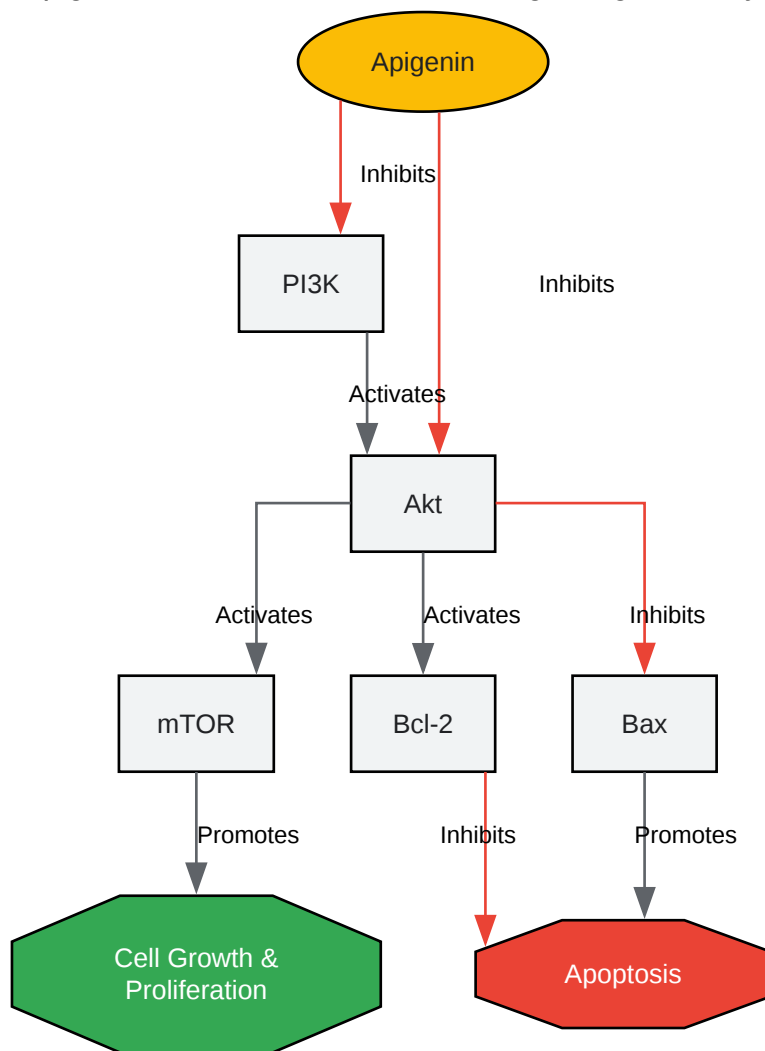 Apigenin
Inhibits
PI3K
Inhibits
Activates
Akt
Activates
Activates
Inhibits
mTOR
Bcl-2
Bax
Promotes
Inhibits
Promotes
Cell Growth &
Proliferation
Apoptosis